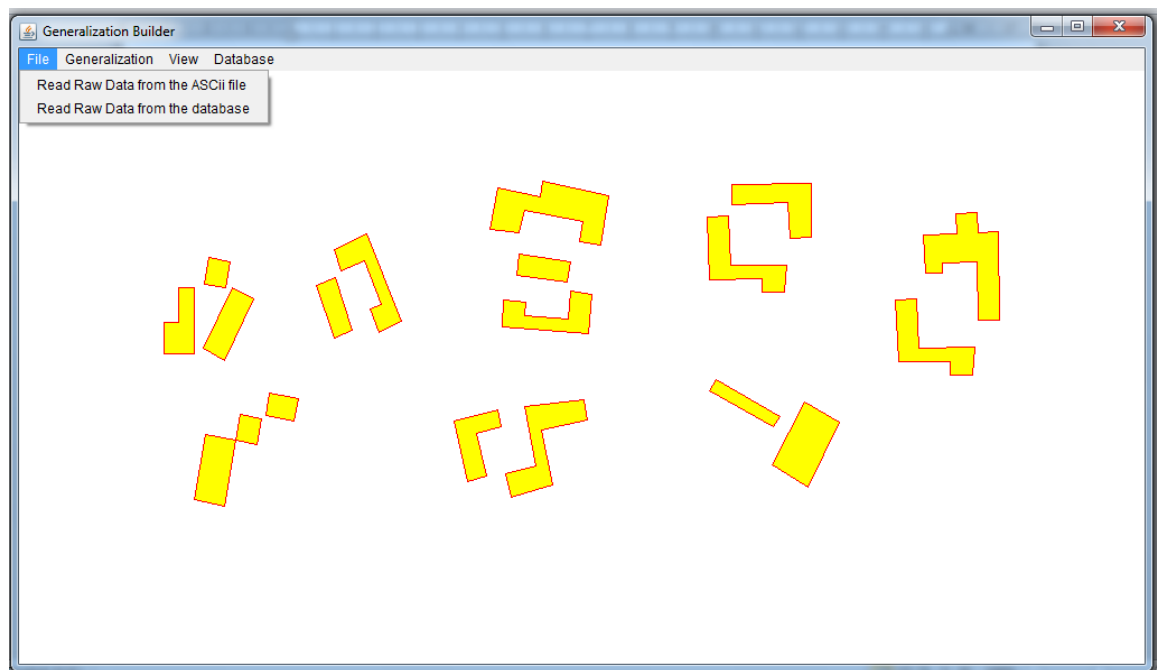 Generalization Builder
File Generalization View Database
Read Raw Data from the ASCii file
Read Raw Data from the database